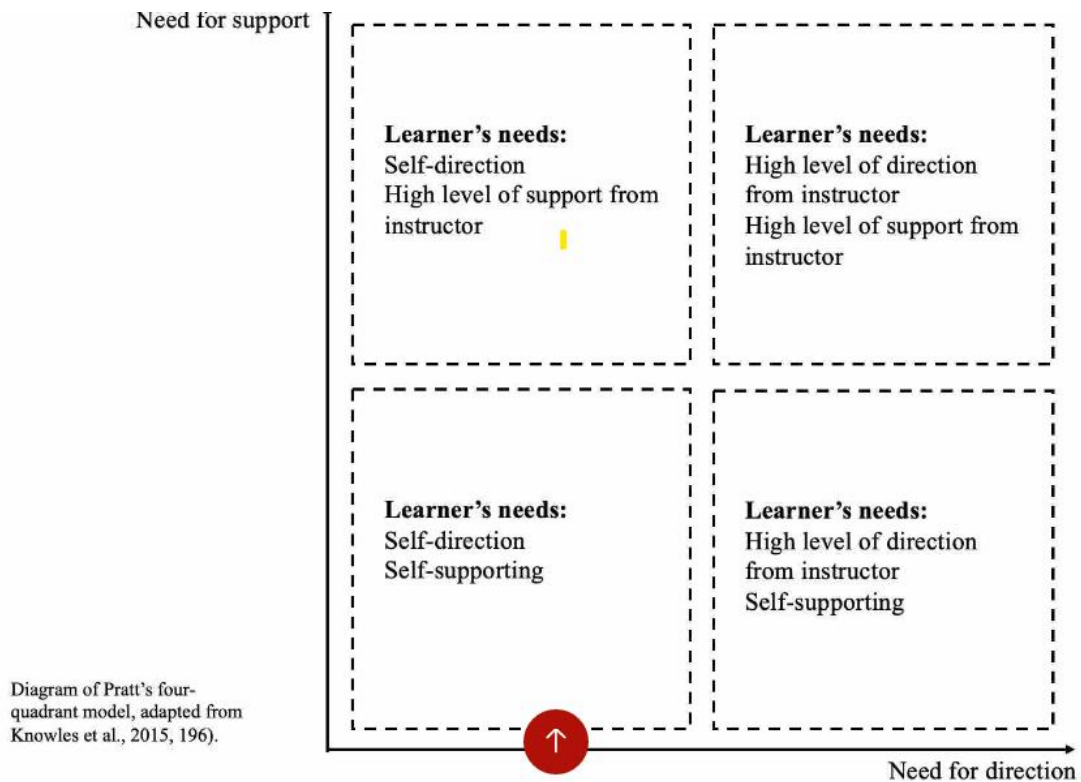 Need for support
Learner's needs:
Self-direction
High level of support from
instructor
Learner's needs:
High level of direction
from instructor
High level of support from
instructor
Learner's needs:
Self-direction
Self-supporting
Learner's needs:
High level of direction
from instructor
Self-supporting
Diagram of Pratt's four-
quadrant model, adapted from
Knowles et al., 2015, 196).
Need for direction